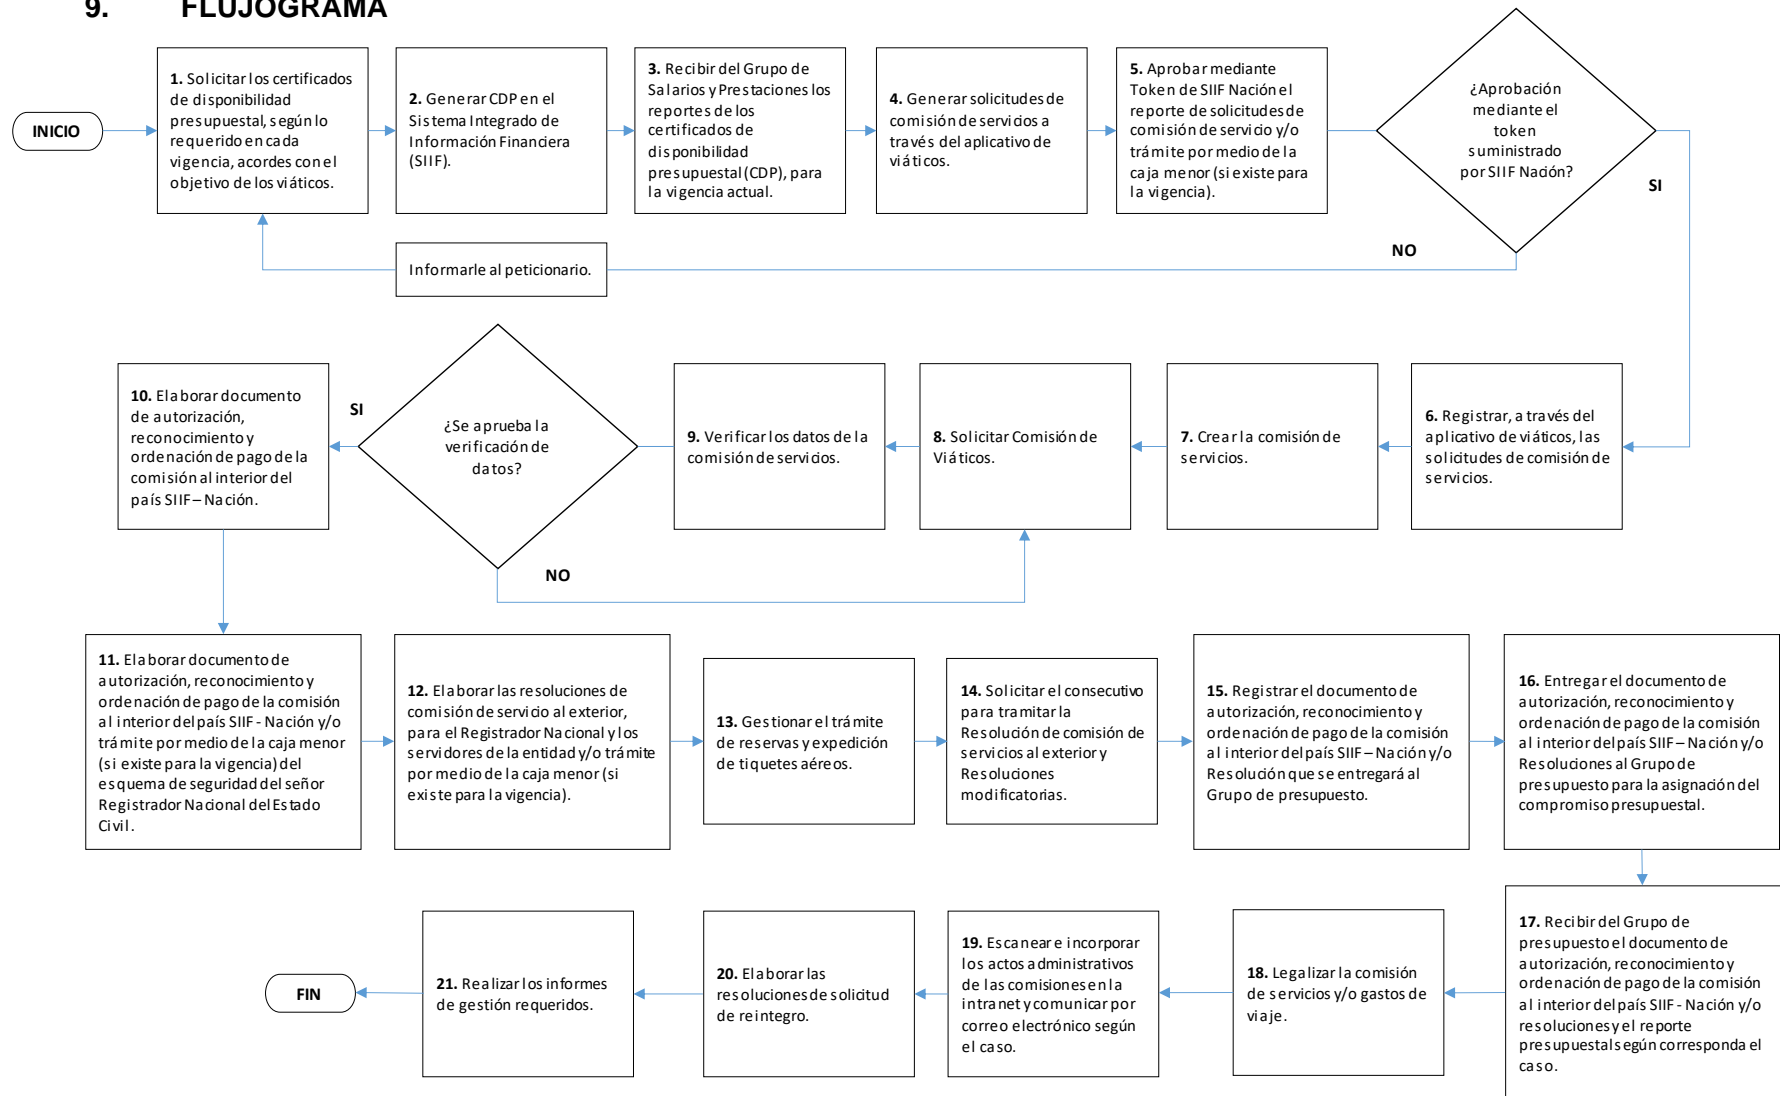 9. FLUJOGRAMA
INICIO
1. Solicitar los certificados
de disponibilidad
presupuestal, según lo
requerido en cada
vigencia, acordes con el
objetivo de los viáticos.
2. Generar CDP en el
Sistema Integrado de
Información Financiera
(SIIF).
3. Recibir del Grupo de
Salarios y Prestaciones los
reportes de los
certificados de
disponibilidad
presupuestal (CDP), para
la vigencia actual.
4. Generar solicitudes de
comisión de servicios a
través del aplicativo de
viáticos.
5. Aprobar mediante
Token de SIIF Nación el
reporte de solicitudes de
comisión de servicio y/o
trámite por medio de la
caja menor (si existe para
la vigencia).
¿Aprobación
mediante el
token
suministrado
por SIIF Nación?
SI
NO
Informarle al peticionario.
6. Registrar, a través del
aplicativo de viáticos, las
solicitudes de comisión de
servicios.
7. Crear la comisión de
servicios.
8. Solicitar Comisión de
Viáticos.
9. Verificar los datos de la
comisión de servicios.
¿Se aprueba la
verificación de
datos?
SI
NO
10. Elaborar documento
de autorización,
reconocimiento y
ordenación de pago de la
comisión al interior del
país SIIF – Nación.
11. Elaborar documento de
autorización, reconocimiento y
ordenación de pago de la comisión
al interior del país SIIF - Nación y/o
trámite por medio de la caja menor
(si existe para la vigencia) del
esquema de seguridad del señor
Registrador Nacional del Estado
Civil.
12. Elaborar las resoluciones de
comisión de servicio al exterior,
para el Registrador Nacional y los
servidores de la entidad y/o trámite
por medio de la caja menor (si
existe para la vigencia).
13. Gestionar el trámite
de reservas y expedición
de tiquetes aéreos.
14. Solicitar el consecutivo
para tramitar la
Resolución de comisión de
servicios al exterior y
Resoluciones
modificatorias.
15. Registrar el documento de
autorización, reconocimiento y
ordenación de pago de la comisión
al interior del país SIIF – Nación y/o
Resolución que se entregará al
Grupo de presupuesto.
16. Entregar el documento de
autorización, reconocimiento y
ordenación de pago de la comisión
al interior del país SIIF – Nación y/o
Resoluciones al Grupo de
presupuesto para la asignación del
compromiso presupuestal.
17. Recibir del Grupo de
presupuesto el documento de
autorización, reconocimiento y
ordenación de pago de la comisión
al interior del país SIIF - Nación y/o
resoluciones y el reporte
presupuestal según corresponda el
caso.
18. Legalizar la comisión
de servicios y/o gastos de
viaje.
19. Escanear e incorporar
los actos administrativos
de las comisiones en la
intranet y comunicar por
correo electrónico según
el caso.
20. Elaborar las
resoluciones de solicitud
de reintegro.
21. Realizar los informes
de gestión requeridos.
FIN